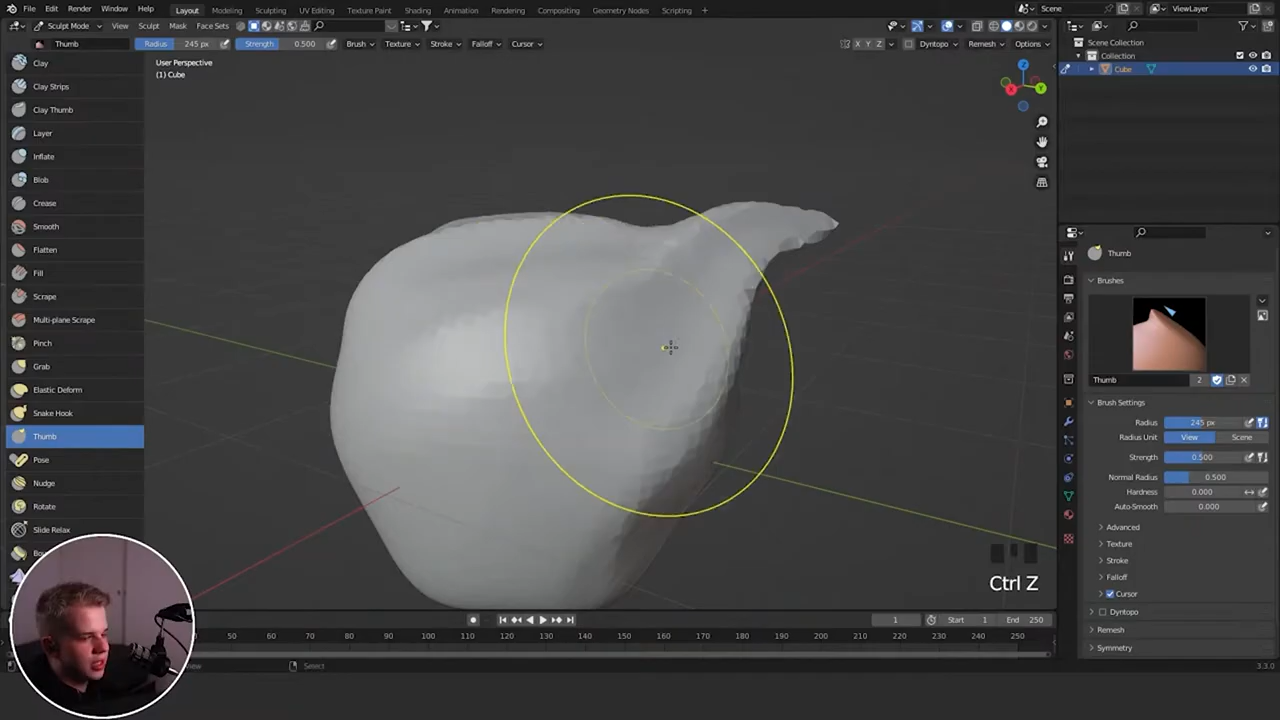 File Edit Render Window Help Layout Modeling Sculpting UV Editing Texture Paint Shading Animation Rendering Compositing Geometry Nodes Scripting + Scene ViewLayer
Sculpt Mode View Sculpt Mask Face Sets
Thumb Radius 245 px Strength 0.500 Brush Texture Stroke Falloff Cursor X Y Z Dyntopo Remesh Options
Scene Collection
Collection
Cube
User Perspective
(1) Cube
Z
X
Y
Clay
Clay Strips
Clay Thumb
Layer
Inflate
Blob
Crease
Smooth
Flatten
Fill
Scrape
Multi-plane Scrape
Pinch
Grab
Elastic Deform
Snake Hook
Thumb
Pose
Nudge
Rotate
Slide Relax
Thumb
Brushes
Thumb 2
Brush Settings
Radius 245 px
Radius Unit View Scene
Strength 0.500
Normal Radius 0.500
Hardness 0.000
Auto-Smooth 0.000
Advanced
Texture
Stroke
Falloff
Cursor
Dyntopo
Remesh
Symmetry
Ctrl Z
1 Start 1 End 250
50 60 70 80 90 100 110 120 130 140 150 160 170 180 190 200 210 220 230 240 250
Select
3.3.0